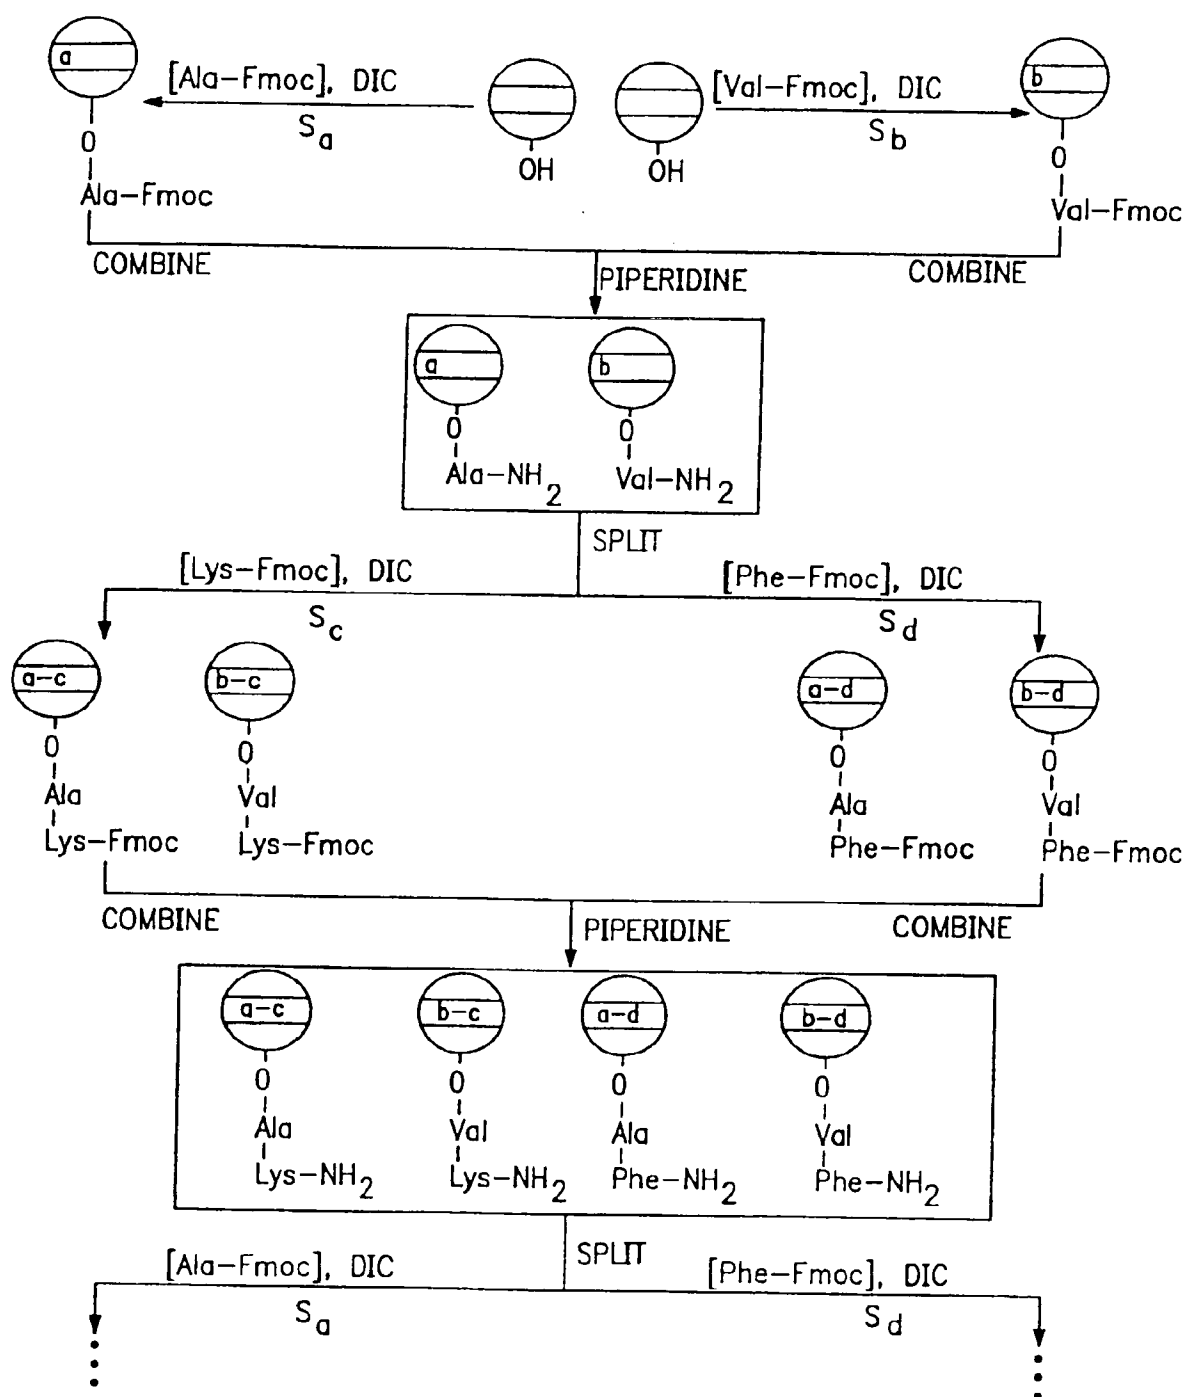 a
[Ala-Fmoc], DIC
[Val-Fmoc], DIC
b
Sa
Sb
OH
OH
O
O
Ala-Fmoc
Val-Fmoc
COMBINE
PIPERIDINE
COMBINE
a
b
O
O
Ala-NH2
Val-NH2
SPLIT
[Lys-Fmoc], DIC
[Phe-Fmoc], DIC
Sc
Sd
a-c
b-c
a-d
b-d
O
O
O
O
Ala
Val
Ala
Val
Lys-Fmoc
Lys-Fmoc
Phe-Fmoc
Phe-Fmoc
COMBINE
PIPERIDINE
COMBINE
a-c
b-c
a-d
b-d
O
O
O
O
Ala
Val
Ala
Val
Lys-NH2
Lys-NH2
Phe-NH2
Phe-NH2
SPLIT
[Ala-Fmoc], DIC
[Phe-Fmoc], DIC
Sa
Sd